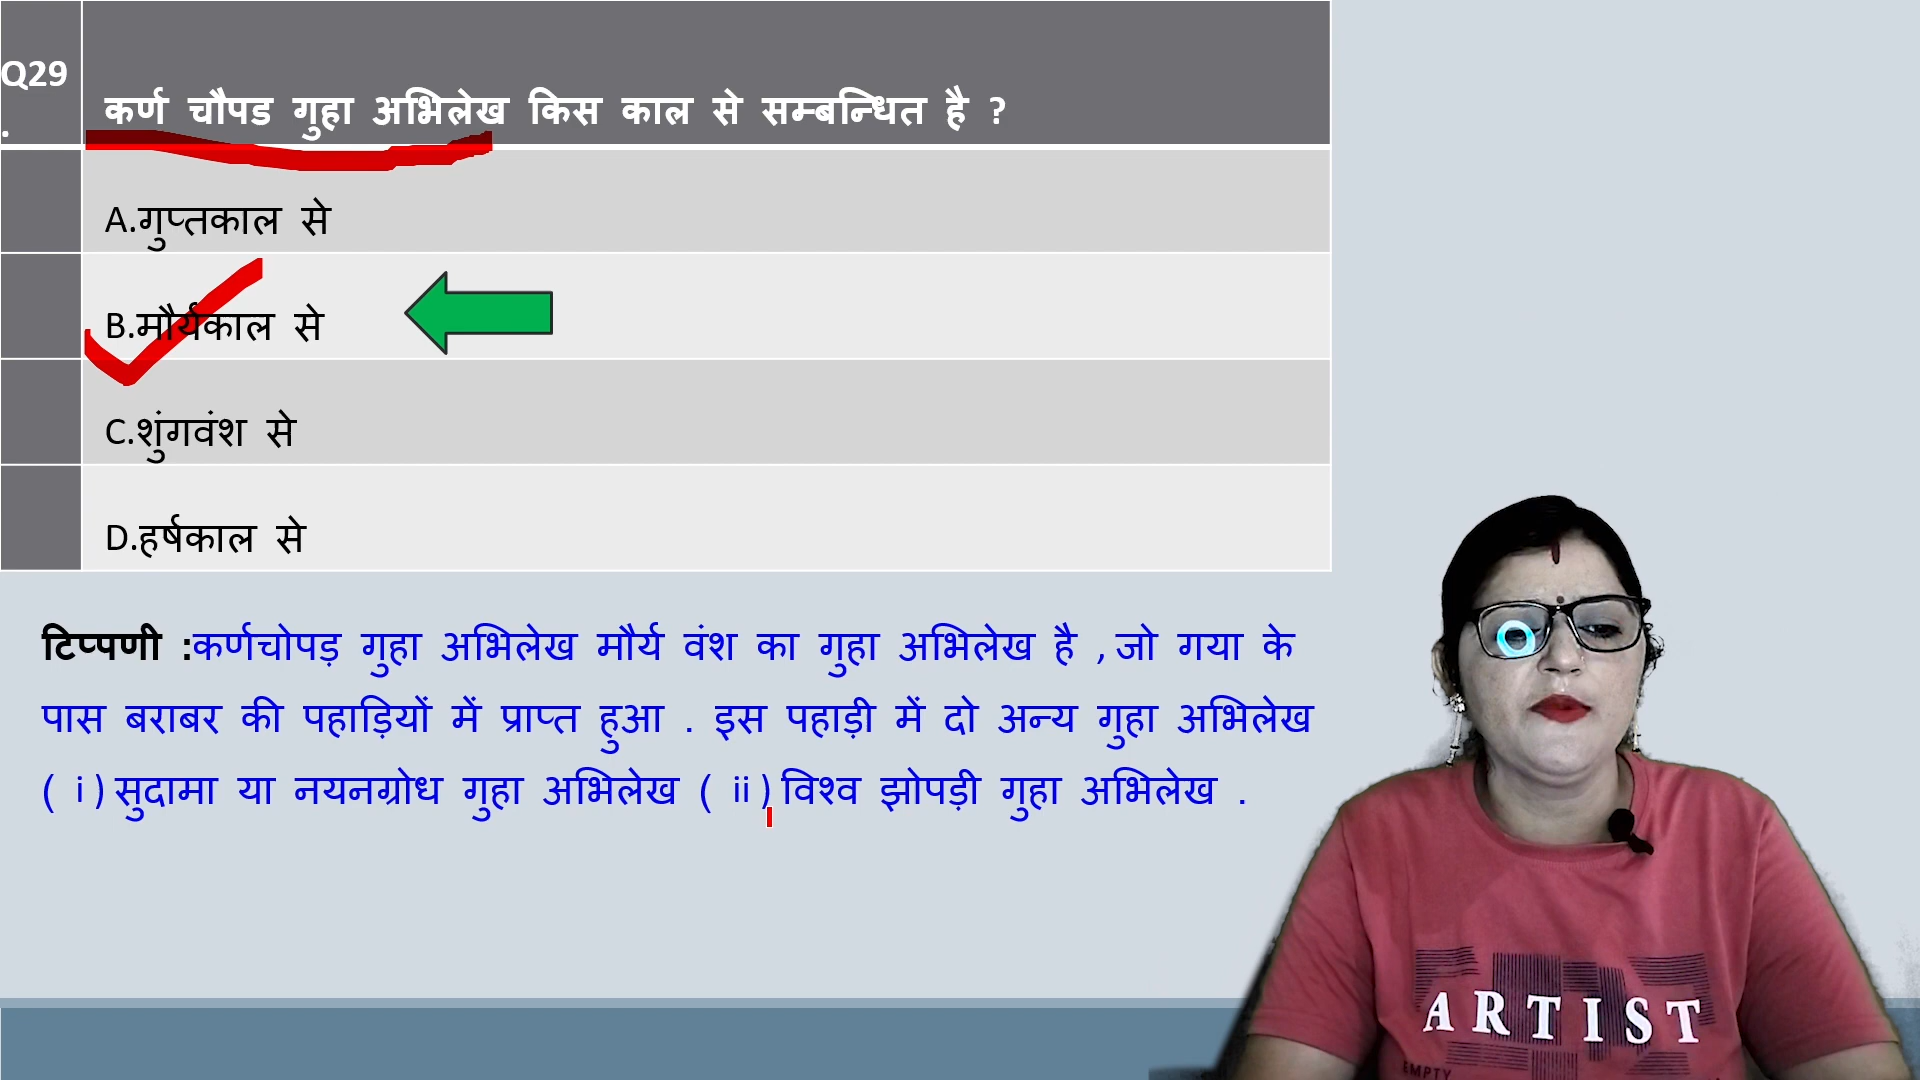 Q29
.
कर्ण चौपड गुहा अभिलेख किस काल से सम्बन्धित है ?
A.गुप्तकाल से
B.मौर्यकाल से
C.शुंगवंश से
D.हर्षकाल से
टिप्पणी :कर्णचोपड़ गुहा अभिलेख मौर्य वंश का गुहा अभिलेख है ,जो गया के
पास बराबर की पहाड़ियों में प्राप्त हुआ . इस पहाड़ी में दो अन्य गुहा अभिलेख
( i)सुदामा या नयनग्रोध गुहा अभिलेख ( ii)विश्व झोपड़ी गुहा अभिलेख .
ARTIST
EMPTY